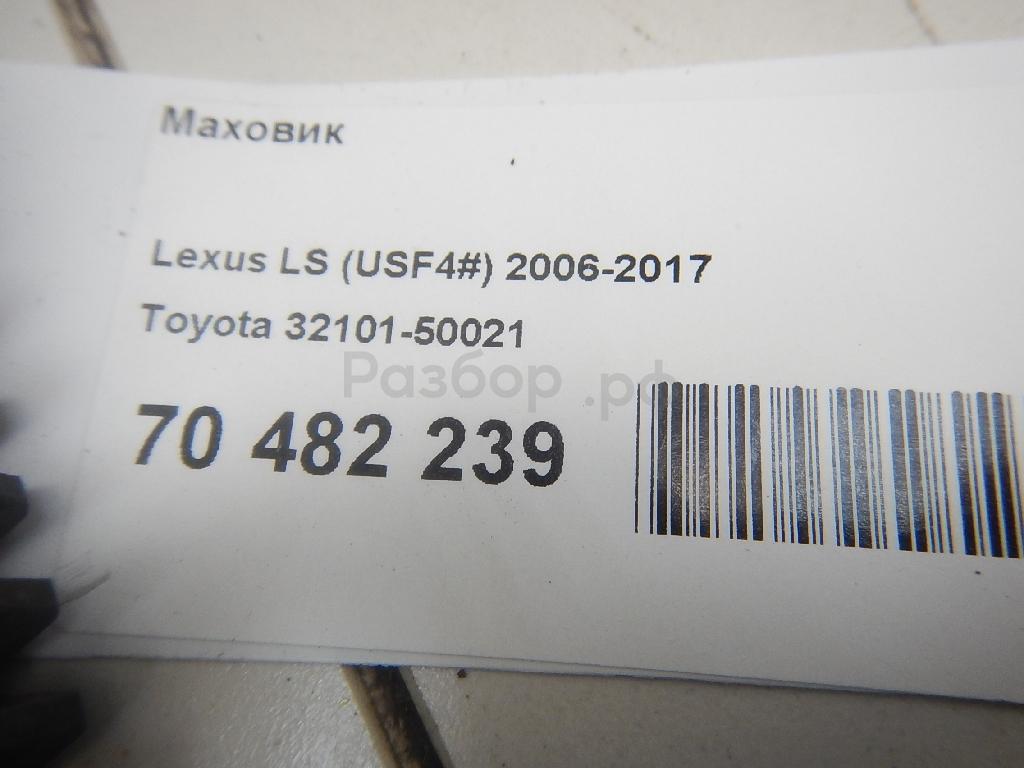 Маховик
Lexus LS (USF4#) 2006-2017
Toyota 32101-50021
Разбор.рф
70 482 239